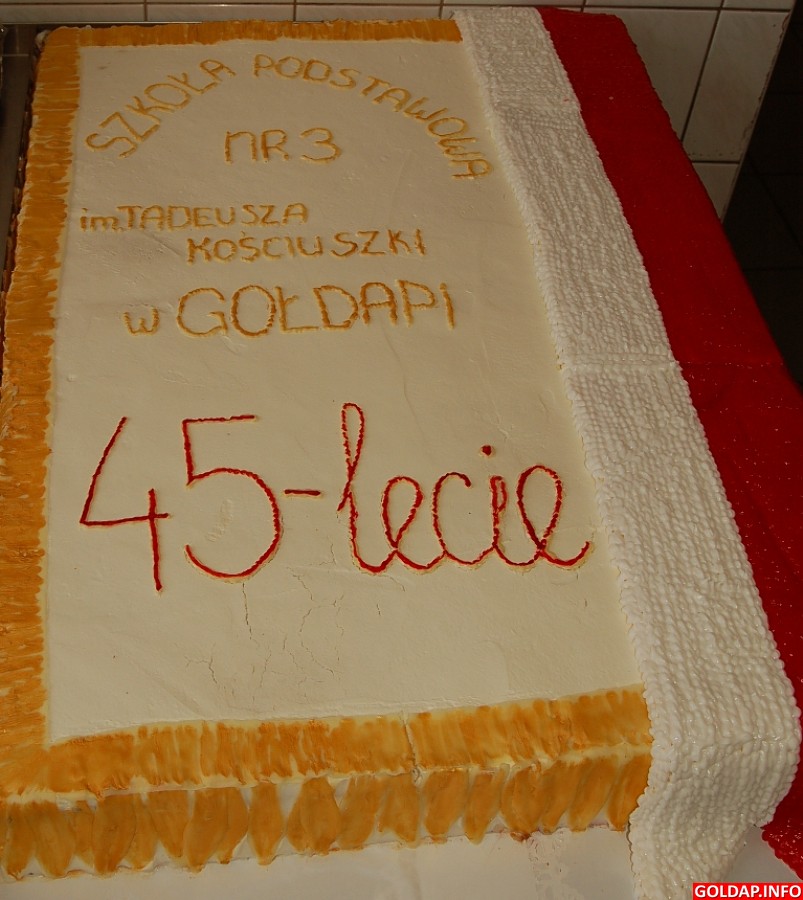 SZKOŁA PODSTAWOWA
NR 3
im. TADEUSZA
KOŚCIUSZKI
w GOŁDAPi
45-lecie
GOLDAP.INFO